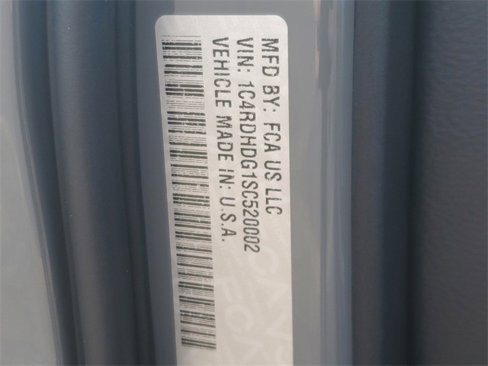 MFD BY: FCA US LLC
VIN: 1C4RDHDG1SC520002
VEHICLE MADE IN: U.S.A.